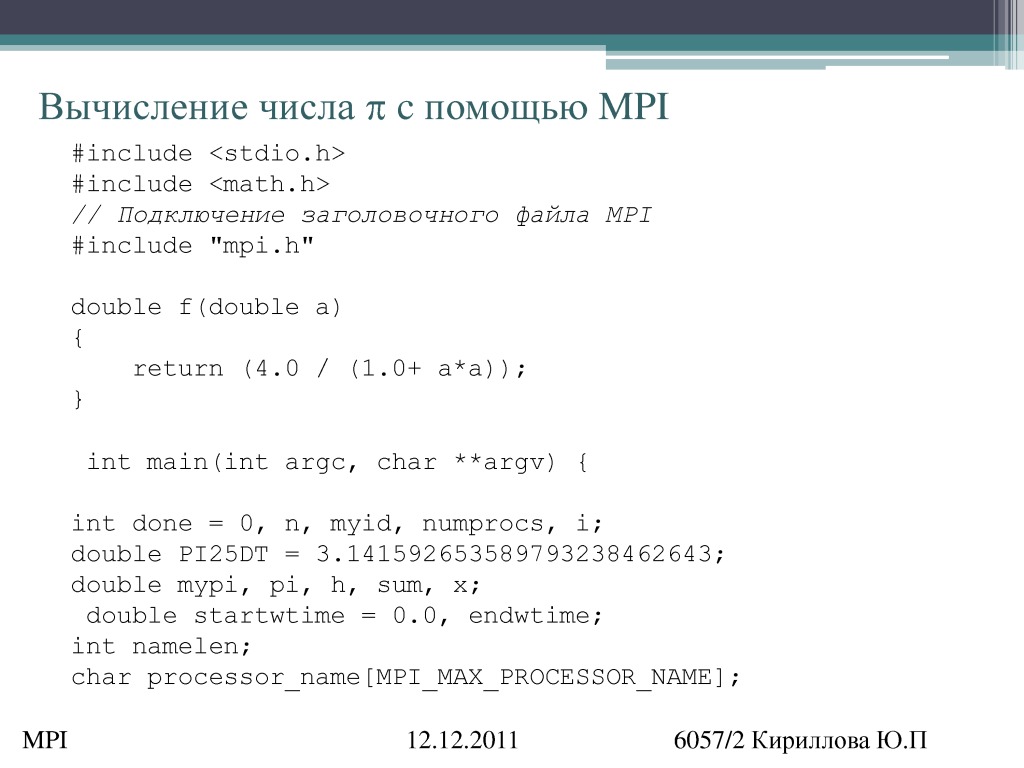 Вычисление числа π с помощью MPI
#include <stdio.h>
#include <math.h>
// Подключение заголовочного файла MPI
#include "mpi.h"
double f(double a)
{
    return (4.0 / (1.0+ a*a));
}
 int main(int argc, char **argv) {
int done = 0, n, myid, numprocs, i;
double PI25DT = 3.141592653589793238462643;
double mypi, pi, h, sum, x;
 double startwtime = 0.0, endwtime;
int namelen;
char processor_name[MPI_MAX_PROCESSOR_NAME];
MPI 12.12.2011 6057/2 Кириллова Ю.П